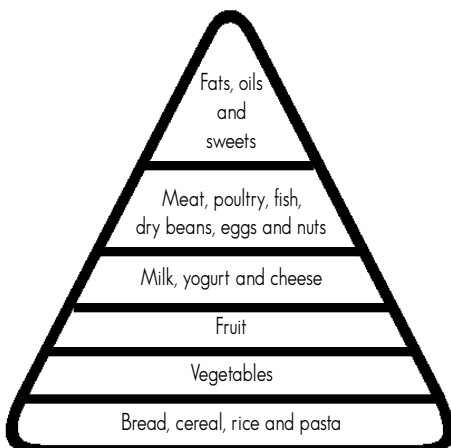 Fats, oils
and
sweets
Meat, poultry, fish,
dry beans, eggs and nuts
Milk, yogurt and cheese
Fruit
Vegetables
Bread, cereal, rice and pasta